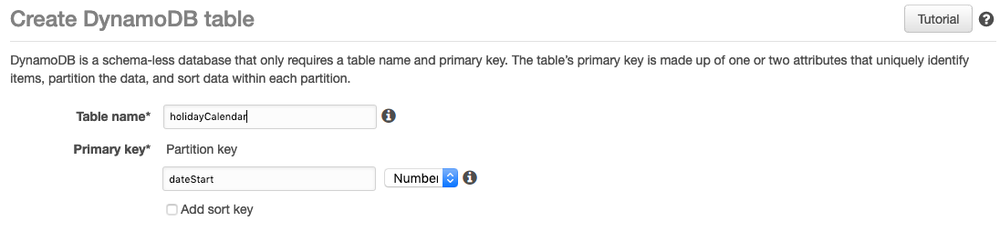 Create DynamoDB table
Tutorial
DynamoDB is a schema-less database that only requires a table name and primary key. The table's primary key is made up of one or two attributes that uniquely identify
items, partition the data, and sort data within each partition.
Table name* holidayCalendar
Primary key* Partition key
dateStart Number
Add sort key